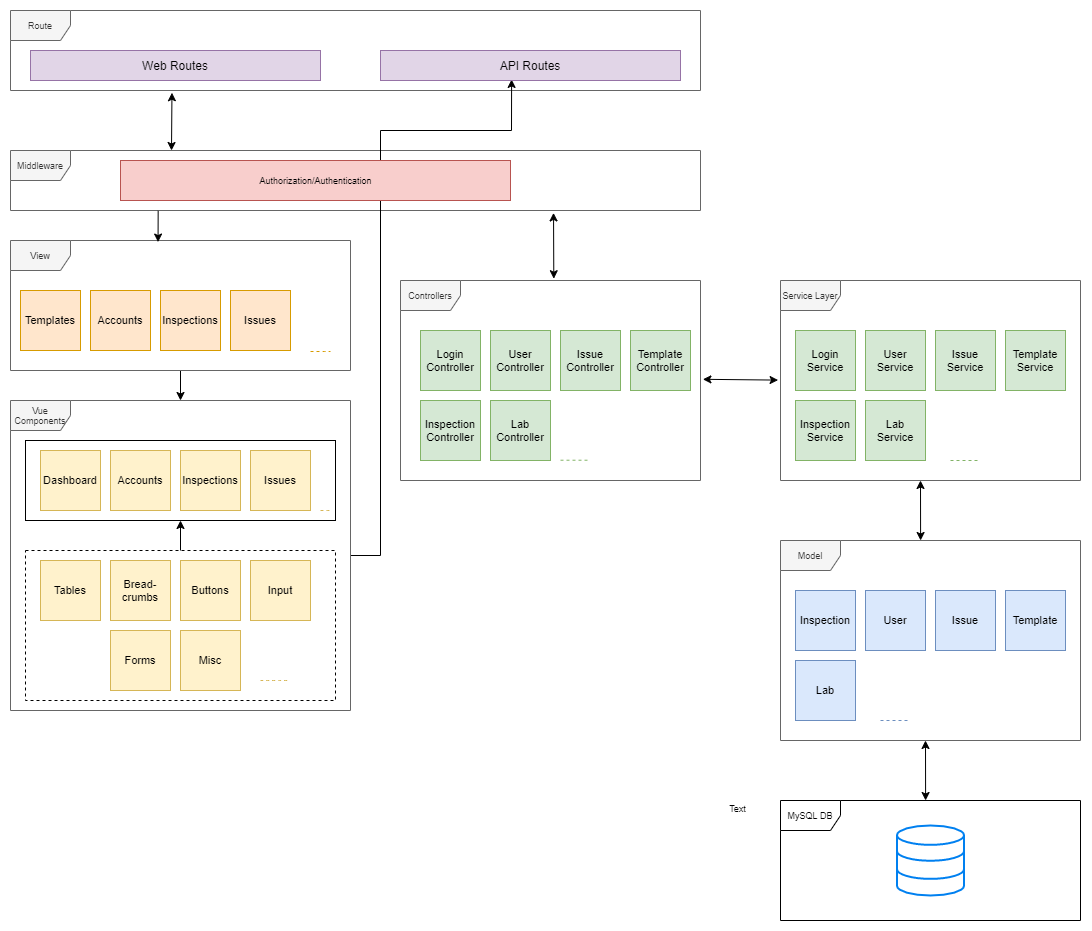 Route
Web Routes
API Routes
Middleware
Authorization/Authentication
View
Templates
Accounts
Inspections
Issues
Vue
Components
Dashboard
Accounts
Inspections
Issues
Tables
Bread-
crumbs
Buttons
Input
Forms
Misc
Controllers
Login
Controller
User
Controller
Issue
Controller
Template
Controller
Inspection
Controller
Lab
Controller
Service Layer
Login
Service
User
Service
Issue
Service
Template
Service
Inspection
Service
Lab
Service
Model
Inspection
User
Issue
Template
Lab
Text
MySQL DB